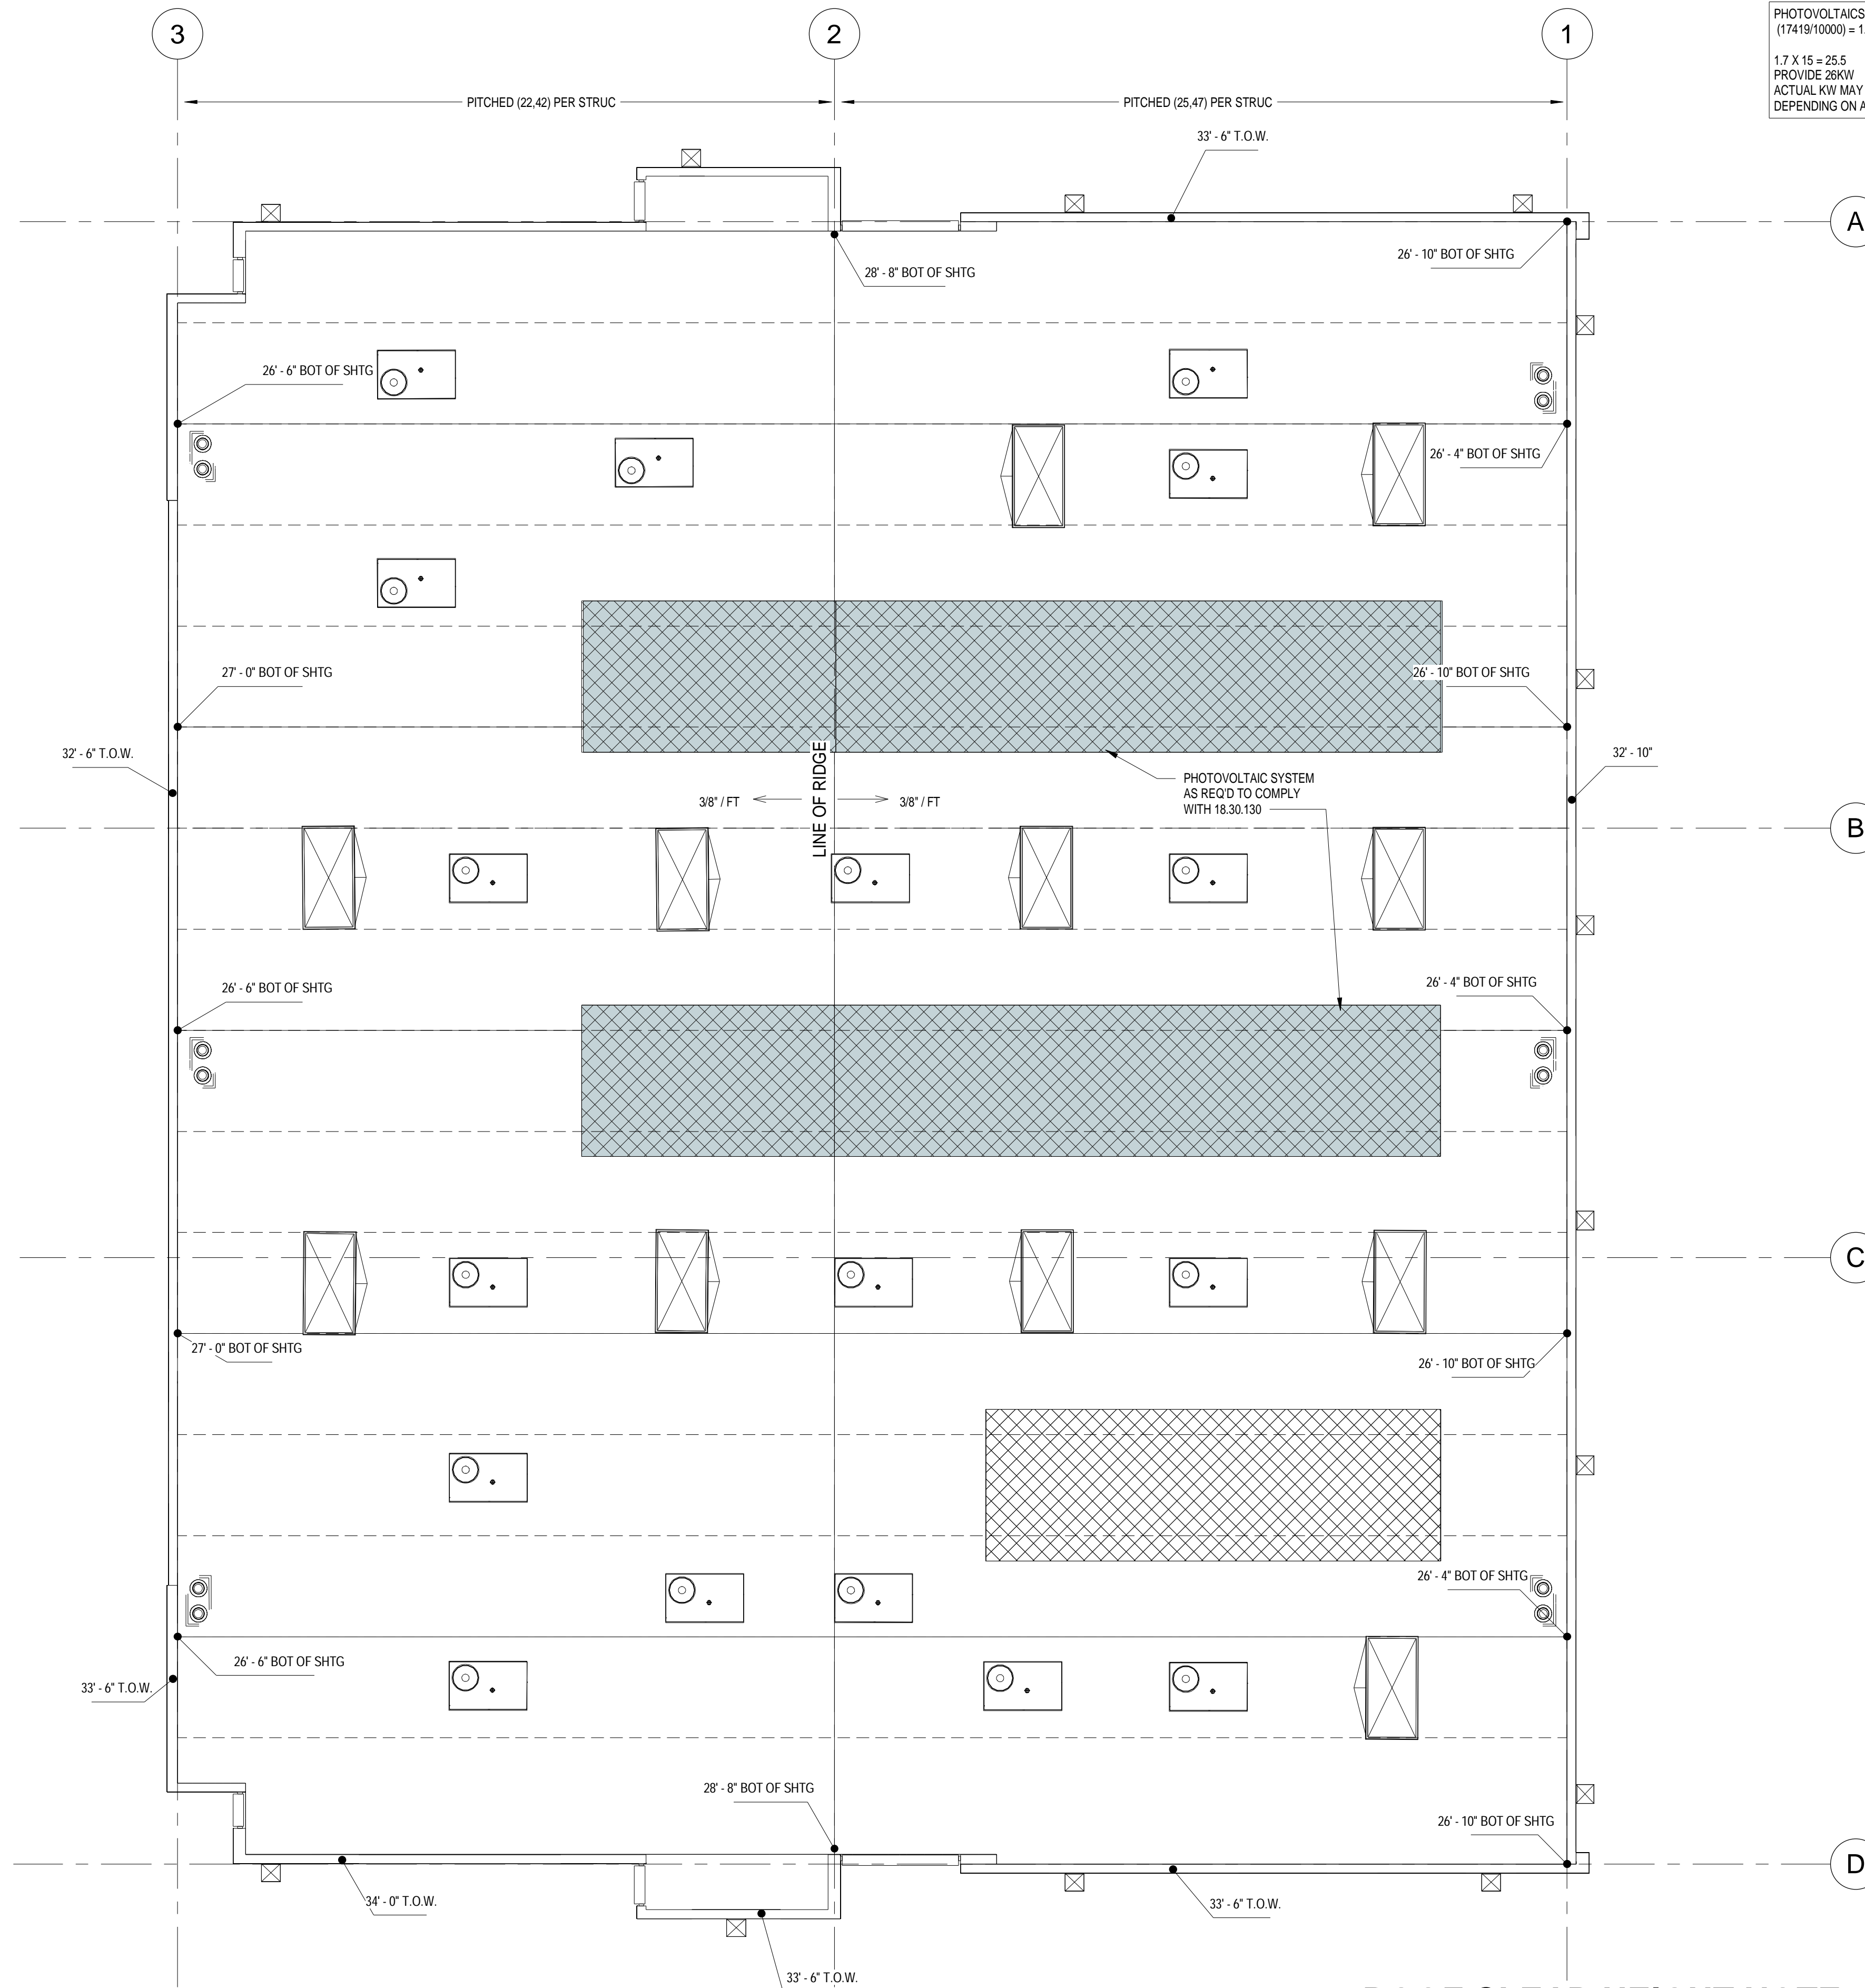 3
2
1
PHOTOVOLTAICS
(17419/10000) = 1.
1.7 X 15 = 25.5
PROVIDE 26KW
ACTUAL KW MAY
DEPENDING ON A
PITCHED (22,42) PER STRUC
PITCHED (25,47) PER STRUC
33' - 6" T.O.W.
A
28' - 8" BOT OF SHTG
26' - 10" BOT OF SHTG
26' - 6" BOT OF SHTG
26' - 4" BOT OF SHTG
27' - 0" BOT OF SHTG
26' - 10" BOT OF SHTG
32' - 6" T.O.W.
32' - 10"
LINE OF RIDGE
3/8" / FT
3/8" / FT
PHOTOVOLTAIC SYSTEM
AS REQ'D TO COMPLY
WITH 18.30.130
B
26' - 6" BOT OF SHTG
26' - 4" BOT OF SHTG
C
27' - 0" BOT OF SHTG
26' - 10" BOT OF SHTG
26' - 4" BOT OF SHTG
26' - 6" BOT OF SHTG
33' - 6" T.O.W.
28' - 8" BOT OF SHTG
26' - 10" BOT OF SHTG
D
34' - 0" T.O.W.
33' - 6" T.O.W.
33' - 6" T.O.W.